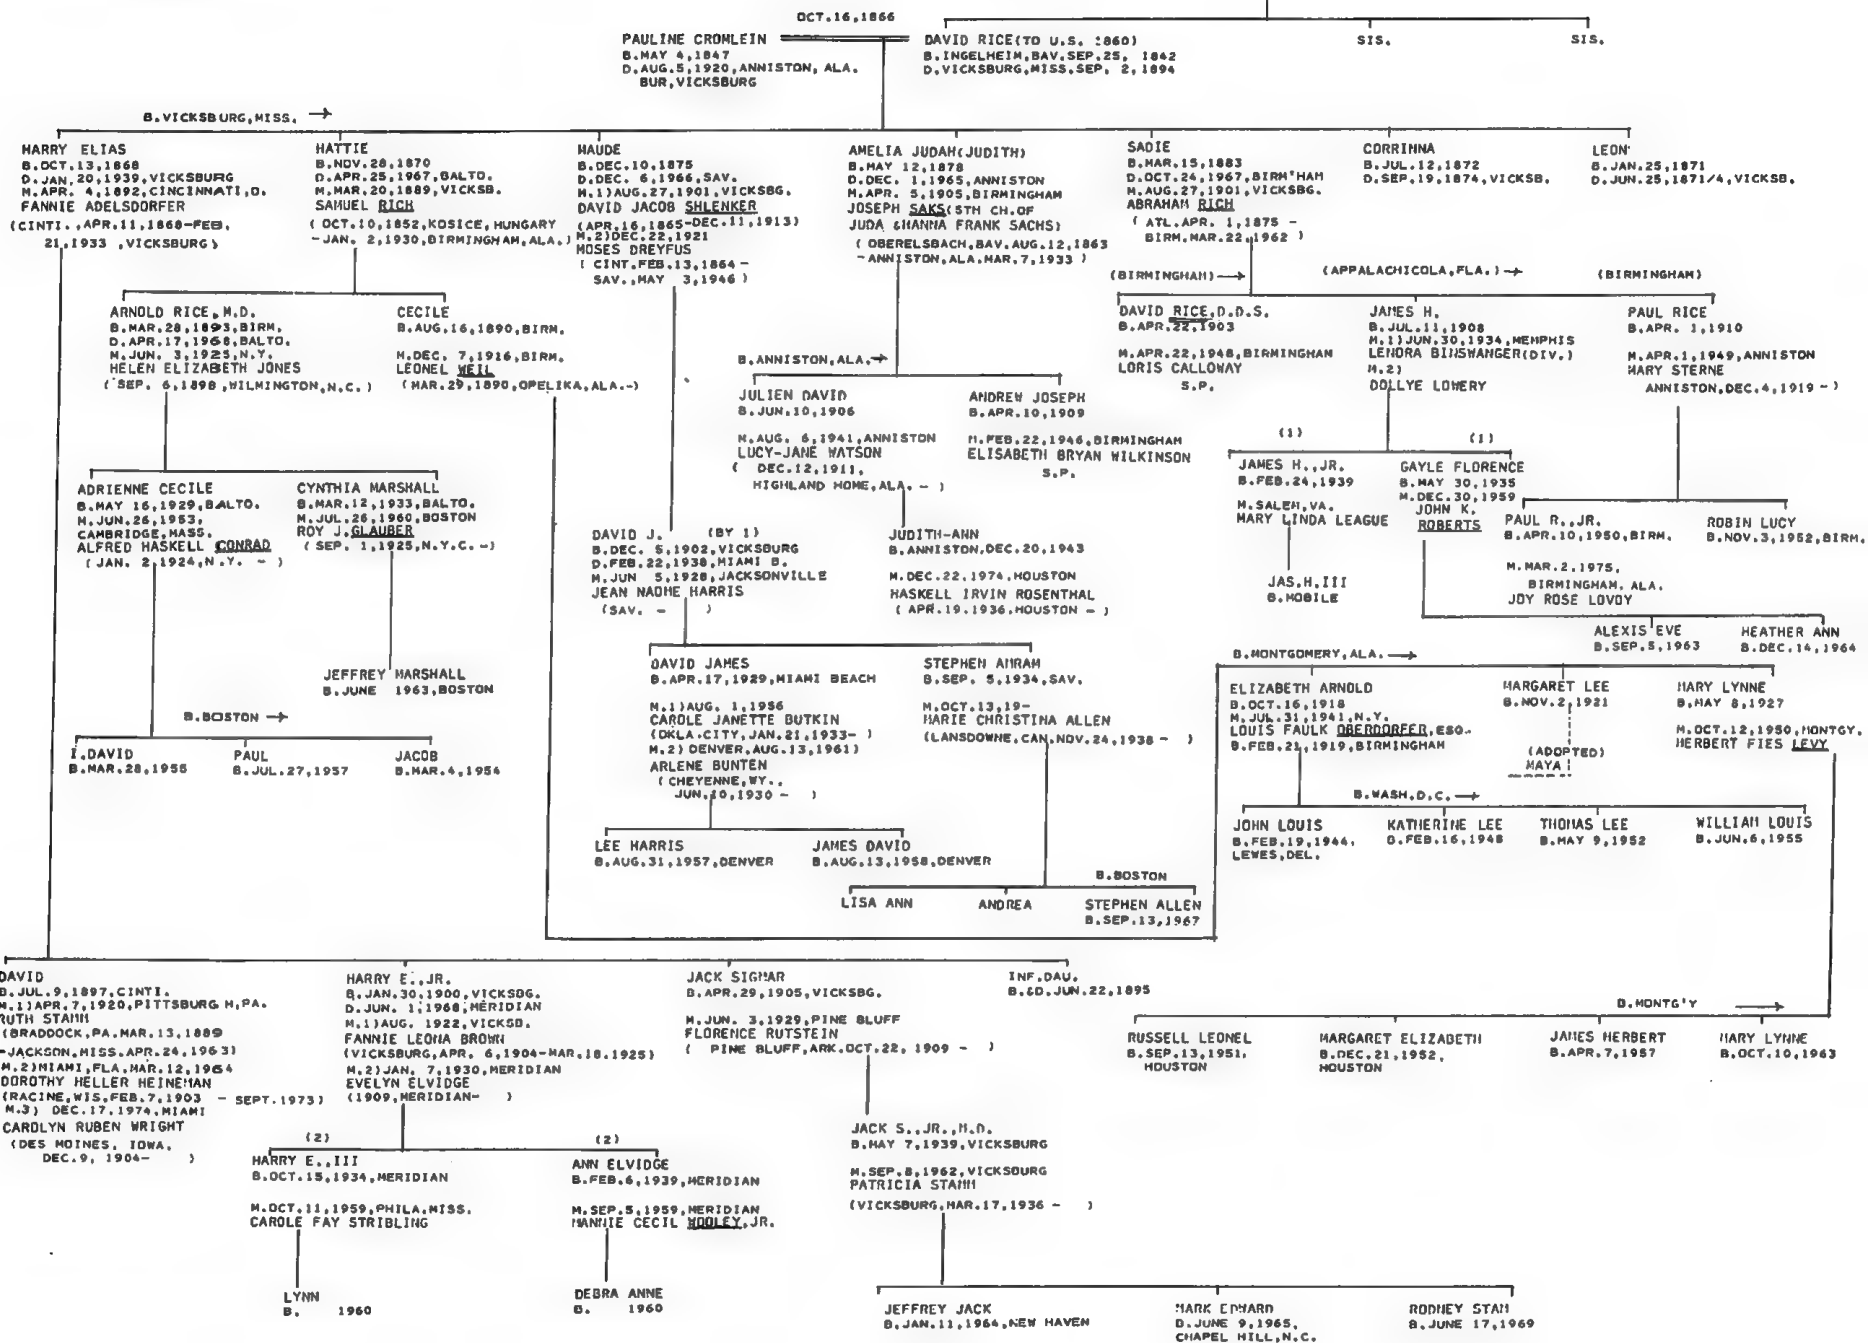 OCT.16,1866
PAULINE CROMLEIN
B.MAY 4,1847
D.AUG.5,1920,ANNISTON, ALA.
BUR,VICKSBURG
DAVID RICE(TO U.S. 1860)
B.INGELHEIM,BAV.SEP.25, 1842
D.VICKSBURG,MISS,SEP. 2,1894
SIS.
SIS.
B.VICKSBURG,MISS. →
HARRY ELIAS
B.OCT.13,1868
D.JAN.20,1939,VICKSBURG
M.APR. 4,1892,CINCINNATI,O.
FANNIE ADELSDORFER
(CINTI.,APR.11,1868-FEB.
21,1933 ,VICKSBURG)
HATTIE
B.NOV.28,1870
D.APR.25,1967,BALTO.
M.MAR.20,1889,VICKSB.
SAMUEL RICH
(OCT.10,1852,KOSICE,HUNGARY
-JAN. 2,1930,BIRMINGHAM,ALA.)
MAUDE
B.DEC.10,1875
D.DEC. 6,1966,SAV.
M.1)AUG.27,1901,VICKSBG.
DAVID JACOB SHLENKER
(APR.16,1865-DEC.11,1913)
M.2)DEC.22,1921
MOSES DREYFUS
( CINT.FEB.13,1864 -
SAV.,MAY 3,1946 )
AMELIA JUDAH(JUDITH)
B.MAY 12,1878
D.DEC. 1,1965,ANNISTON
M.APR. 5,1905,BIRMINGHAM
JOSEPH SAKS(5TH CH.OF
JUDA &HANNA FRANK SACHS)
( OBERELSBACH,BAV.AUG.12,1863
-ANNISTON,ALA.MAR.7,1933 )
SADIE
B.MAR.15,1883
D.OCT.24,1967,BIRM'HAM
M.AUG.27,1901,VICKSBG.
ABRAHAM RICH
( ATL.APR. 1,1875 -
BIRM.MAR.22,1962 )
CORRINNA
B.JUL.12,1872
D.SEP.19,1874,VICKSB.
LEON
B.JAN.25,1871
D.JUN.25,1871/4,VICKSB.
ARNOLD RICE,M.D.
B.MAR.28,1893,BIRM.
D.APR.17,1968,BALTO.
M.JUN. 3,1925,N.Y.
HELEN ELIZABETH JONES
( SEP. 6,1898,WILMINGTON,N.C.)
CECILE
B.AUG.16,1890,BIRM.
M.DEC. 7,1916,BIRM.
LEONEL WEIL
(MAR.29,1890,OPELIKA,ALA.-)
B.ANNISTON,ALA.→
JULIEN DAVID
B.JUN.10,1906
M.AUG. 6,1941,ANNISTON
LUCY-JANE WATSON
( DEC.12,1911,
HIGHLAND HOME,ALA. - )
ANDREW JOSEPH
B.APR.10,1909
M.FEB.22,1946,BIRMINGHAM
ELISABETH BRYAN WILKINSON
S.P.
(BIRMINGHAM)→
(APPALACHICOLA,FLA.)→
(BIRMINGHAM)
DAVID RICE,D.D.S.
B.APR.22,1903
M.APR.22,1948,BIRMINGHAM
LORIS CALLOWAY
S.P.
JAMES H.
B.JUL.11,1908
M.1)JUN.30,1934,MEMPHIS
LENORA BINSWANGER(DIV.)
M.2)
DOLLYE LOWERY
PAUL RICE
B.APR. 1,1910
M.APR.1,1949,ANNISTON
MARY STERNE
ANNISTON,DEC.4,1919 - )
ADRIENNE CECILE
B.MAY 16,1929,BALTO.
M.JUN.26,1953,
CAMBRIDGE,MASS.
ALFRED HASKELL CONRAD
( JAN. 2,1924,N.Y. - )
CYNTHIA MARSHALL
B.MAR.12,1933,BALTO.
M.JUL.26,1960,BOSTON
ROY J.GLAUBER
( SEP. 1,1925,N.Y.C. -)
JEFFREY MARSHALL
B.JUNE 1963,BOSTON
B.BOSTON →
I.DAVID
B.MAR.28,1955
PAUL
B.JUL.27,1957
JACOB
B.MAR.4,1954
DAVID J. (BY 1)
B.DEC. 5,1902,VICKSBURG
D.FEB.22,1938,MIAMI B.
M.JUN 5,1928,JACKSONVILLE
JEAN NAOME HARRIS
(SAV. - )
JUDITH-ANN
B.ANNISTON,DEC.20,1943
M.DEC.22,1974,HOUSTON
HASKELL IRVIN ROSENTHAL
( APR.19,1936,HOUSTON - )
DAVID JAMES
B.APR.17,1929,MIAMI BEACH
M.1)AUG. 1,1956
CAROLE JANETTE BUTKIN
(OKLA.CITY,JAN.21,1933- )
M.2) DENVER,AUG.13,1961)
ARLENE BUNTEN
( CHEYENNE,WY.,
JUN.10,1930 - )
STEPHEN AMRAM
B.SEP. 5,1934,SAV.
M.OCT.13,19-
MARIE CHRISTINA ALLEN
(LANSDOWNE,CAN,NOV.24,1938 - )
LEE HARRIS
B.AUG.31,1957,DENVER
JAMES DAVID
B.AUG.13,1958,DENVER
B.BOSTON
LISA ANN
ANDREA
STEPHEN ALLEN
B.SEP.13,1967
(1)
(1)
JAMES H.,JR.
B.FEB.24,1939
M.SALEM,VA.
MARY LINDA LEAGUE
JAS.H.III
B.MOBILE
GAYLE FLORENCE
B.MAY 30,1935
M.DEC.30,1959
JOHN K.
ROBERTS
PAUL R.,JR.
B.APR.10,1950,BIRM.
M.MAR.2,1975,
BIRMINGHAM, ALA.
JOY ROSE LOVOY
ROBIN LUCY
B.NOV.3,1952,BIRM.
ALEXIS EVE
B.SEP.5,1963
HEATHER ANN
B.DEC.14,1964
B.MONTGOMERY,ALA. →
ELIZABETH ARNOLD
B.OCT.16,1918
M.JUL.31,1941,N.Y.
LOUIS FAULK OBERDORFER,ESQ.
B.FEB.21,1919,BIRMINGHAM
MARGARET LEE
B.NOV.2,1921
(ADOPTED)
MAYA
MARY LYNNE
B.MAY 8,1927
M.OCT.12,1950,MONTGY.
HERBERT FIES LEVY
B.WASH.D.C. →
JOHN LOUIS
B.FEB.19,1944,
LEWES,DEL.
KATHERINE LEE
B.FEB.16,1948
THOMAS LEE
B.MAY 9,1952
WILLIAM LOUIS
B.JUN.6,1955
DAVID
B.JUL.9,1897,CINTI.
M.1)APR.7,1920,PITTSBURG H,PA.
RUTH STAMM
(BRADDOCK,PA.MAR.13,1889
-JACKSON,MISS.APR.24,1963)
M.2)MIAMI,FLA,MAR.12,1964
DOROTHY HELLER HEINEMAN
(RACINE,WIS,FEB.7,1903 - SEPT.1973)
M.3) DEC.17,1974,MIAMI
CAROLYN RUBEN WRIGHT
(DES MOINES, IOWA,
DEC.9, 1904- )
HARRY E.,JR.
B.JAN.30,1900,VICKSBG.
D.JUN. 1,1968,MERIDIAN
M.1)AUG. 1922,VICKSB.
FANNIE LEONA BROWN
(VICKSBURG,APR. 6,1904-MAR.18,1925)
M.2)JAN. 7,1930,MERIDIAN
EVELYN ELVIDGE
(1909,MERIDIAN- )
JACK SIGMAR
B.APR.29,1905,VICKSBG.
M.JUN. 3,1929,PINE BLUFF
FLORENCE RUTSTEIN
( PINE BLUFF,ARK.OCT.22, 1909 - )
INF.DAU.
B.&D.JUN.22,1895
B.MONTG'Y →
RUSSELL LEONEL
B.SEP.13,1951,
HOUSTON
MARGARET ELIZABETH
B.DEC.21,1952,
HOUSTON
JAMES HERBERT
B.APR.7,1957
MARY LYNNE
B.OCT.10,1963
(2)
(2)
HARRY E.,III
B.OCT.15,1934,MERIDIAN
M.OCT.11,1959,PHILA.MISS.
CAROLE FAY STRIBLING
ANN ELVIDGE
B.FEB.6,1939,MERIDIAN
M.SEP.5,1959,MERIDIAN
MANNIE CECIL WOOLEY,JR.
JACK S.,JR.,M.D.
B.MAY 7,1939,VICKSBURG
M.SEP.8,1962,VICKSBURG
PATRICIA STAMM
(VICKSBURG,MAR.17,1936 - )
LYNN
B. 1960
DEBRA ANNE
B. 1960
JEFFREY JACK
B.JAN.11,1964,NEW HAVEN
MARK EDWARD
B.JUNE 9,1965,
CHAPEL HILL,N.C.
RODNEY STAM
B.JUNE 17,1969